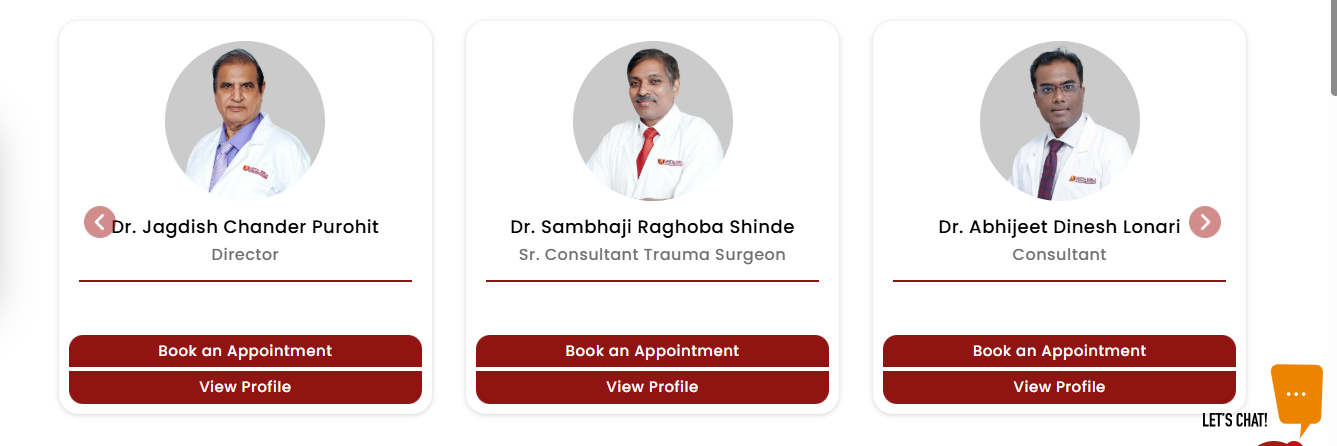 Dr. Jagdish Chander Purohit
Director
Book an Appointment
View Profile
Dr. Sambhaji Raghoba Shinde
Sr. Consultant Trauma Surgeon
Book an Appointment
View Profile
Dr. Abhijeet Dinesh Lonari
Consultant
Book an Appointment
View Profile
LET'S CHAT!